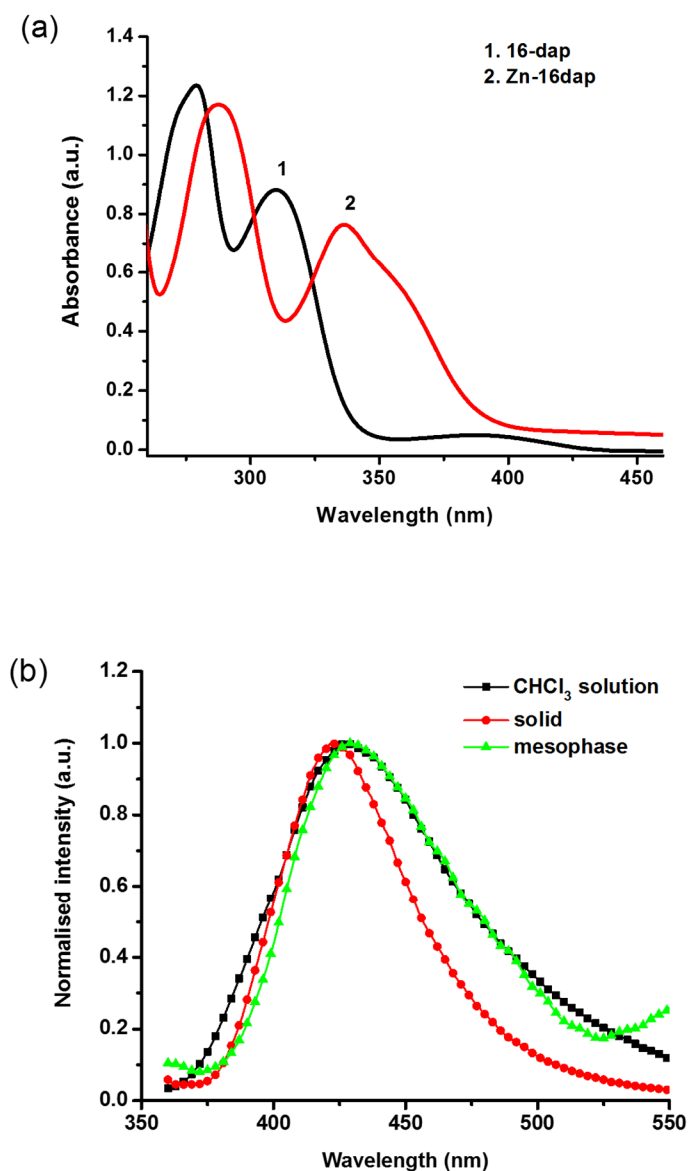 (a)
1.4
1. 16-dap
2. Zn-16dap
1.2
1.0
1
2
0.8
0.6
0.4
0.2
0.0
Absorbance (a.u.)
300 350 400 450
Wavelength (nm)
(b)
1.2
CHCl₃ solution
solid
mesophase
1.0
0.8
0.6
0.4
0.2
0.0
Normalised intensity (a.u.)
350 400 450 500 550
Wavelength (nm)